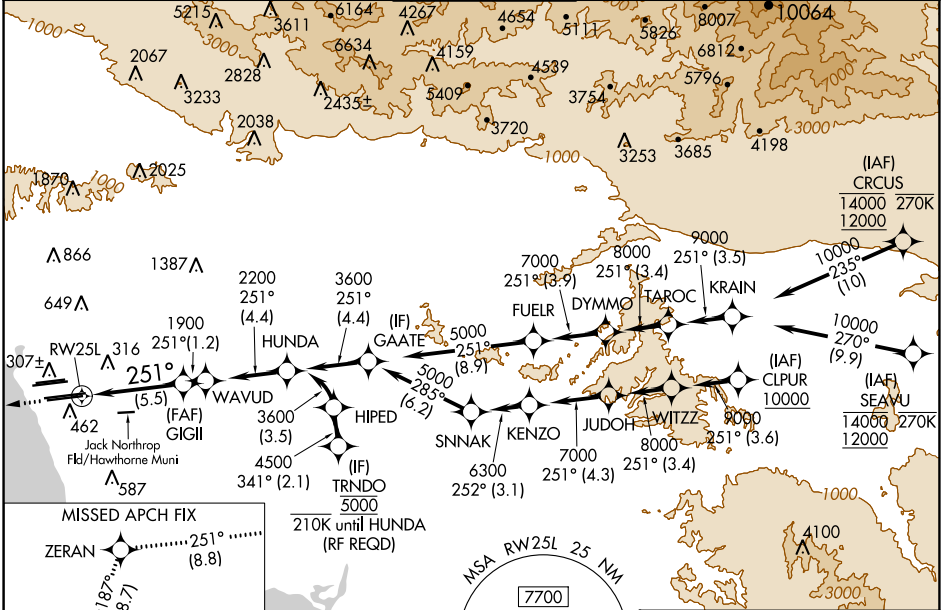 5215
3611
6164
4267
4654
5111
5826
8007
10064
1000
3000
2067
2828
6634
4159
4539
6812
3233
2435±
5409
3754
5796
2038
3720
3000
1000
3253
3685
4198
1870
1000
2025
(IAF)
CRCUS
14000 270K
12000
866
1387
649
10000
235°
(10)
9000
251° (3.5)
8000
251° (3.4)
7000
251° (3.9)
KRAIN
TAROC
DYMMO
FUELR
5000
251°
(8.9)
(IF)
GAATE
3600
251°
(4.4)
HUNDA
2200
251°
(4.4)
1900
251° (1.2)
RW25L
307±
316
251°
(5.5)
(FAF)
GIGII
WAVUD
462
Jack Northrop
Fld/Hawthorne Muni
587
10000
270°
(9.9)
(IAF)
SEAVU
14000 270K
12000
(IAF)
CLPUR
10000
9000
251° (3.6)
WITZZ
8000
251° (3.4)
JUDOH
7000
251° (4.3)
KENZO
6300
252° (3.1)
SNNAK
5000
285°
(6.2)
3600
(3.5)
HIPED
4500
341° (2.1)
(IF)
TRNDO
5000
210K until HUNDA
(RF REQD)
MISSED APCH FIX
ZERAN
251°
(8.8)
187°
8.7)
MSA RW25L 25 NM
7700
1000
4100
3000